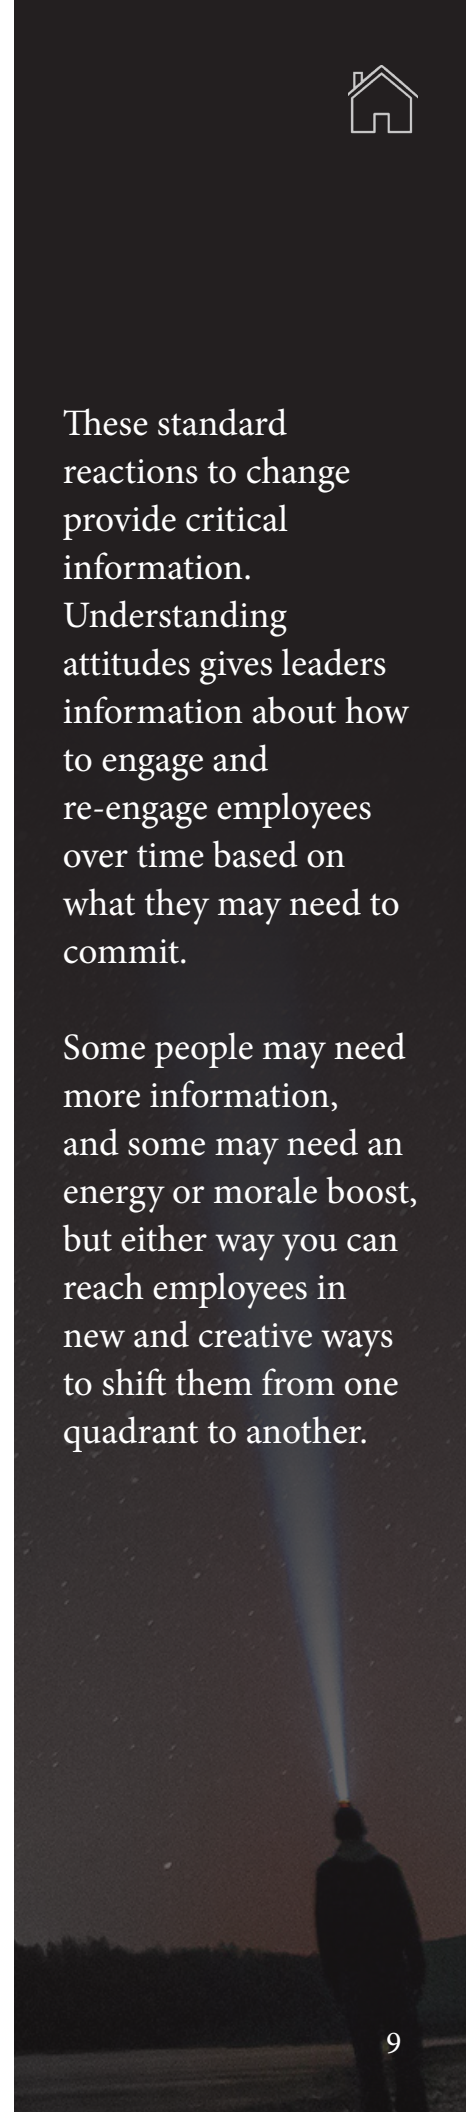 These standard
reactions to change
provide critical
information.
Understanding
attitudes gives leaders
information about how
to engage and
re-engage employees
over time based on
what they may need to
commit.
Some people may need
more information,
and some may need an
energy or morale boost,
but either way you can
reach employees in
new and creative ways
to shift them from one
quadrant to another.
9